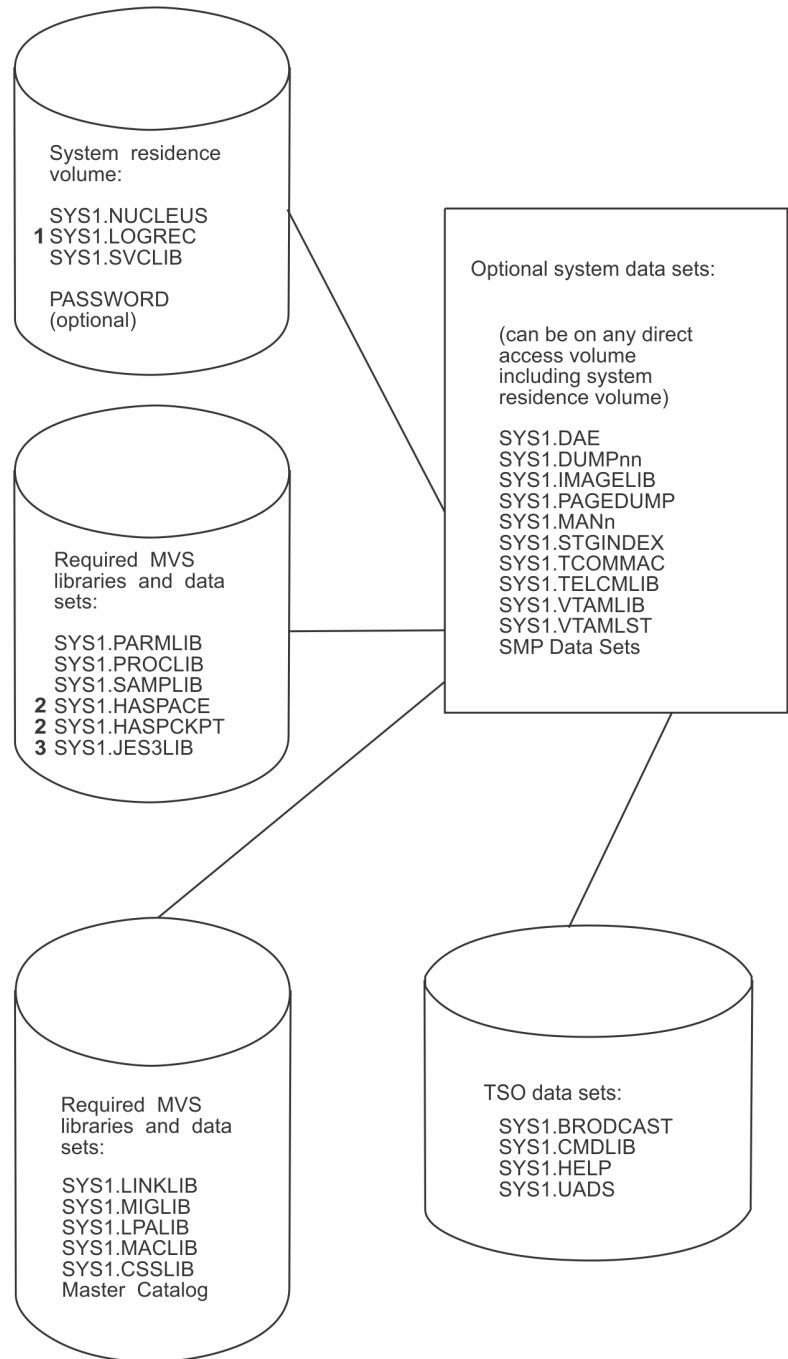 System residence
volume:
SYS1.NUCLEUS
1 SYS1.LOGREC
SYS1.SVCLIB
PASSWORD
(optional)
Optional system data sets:
(can be on any direct
access volume
including system
residence volume)
SYS1.DAE
SYS1.DUMPnn
SYS1.IMAGELIB
SYS1.PAGEDUMP
SYS1.MANn
SYS1.STGINDEX
SYS1.TCOMMAC
SYS1.TELCMLIB
SYS1.VTAMLIB
SYS1.VTAMLST
SMP Data Sets
Required MVS
libraries and data
sets:
SYS1.PARMLIB
SYS1.PROCLIB
SYS1.SAMPLIB
2 SYS1.HASPACE
2 SYS1.HASPCKPT
3 SYS1.JES3LIB
Required MVS
libraries and data
sets:
SYS1.LINKLIB
SYS1.MIGLIB
SYS1.LPALIB
SYS1.MACLIB
SYS1.CSSLIB
Master Catalog
TSO data sets:
SYS1.BRODCAST
SYS1.CMDLIB
SYS1.HELP
SYS1.UADS